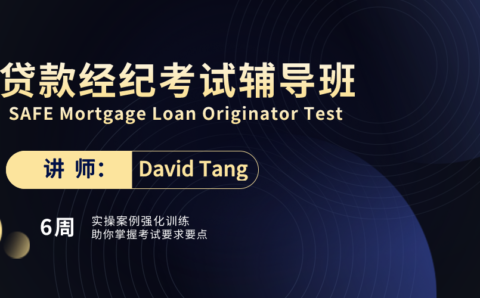 贷款经纪考试辅导班
SAFE Mortgage Loan Originator Test
讲 师： David Tang
6周 实操案例强化训练
助你掌握考试要求要点